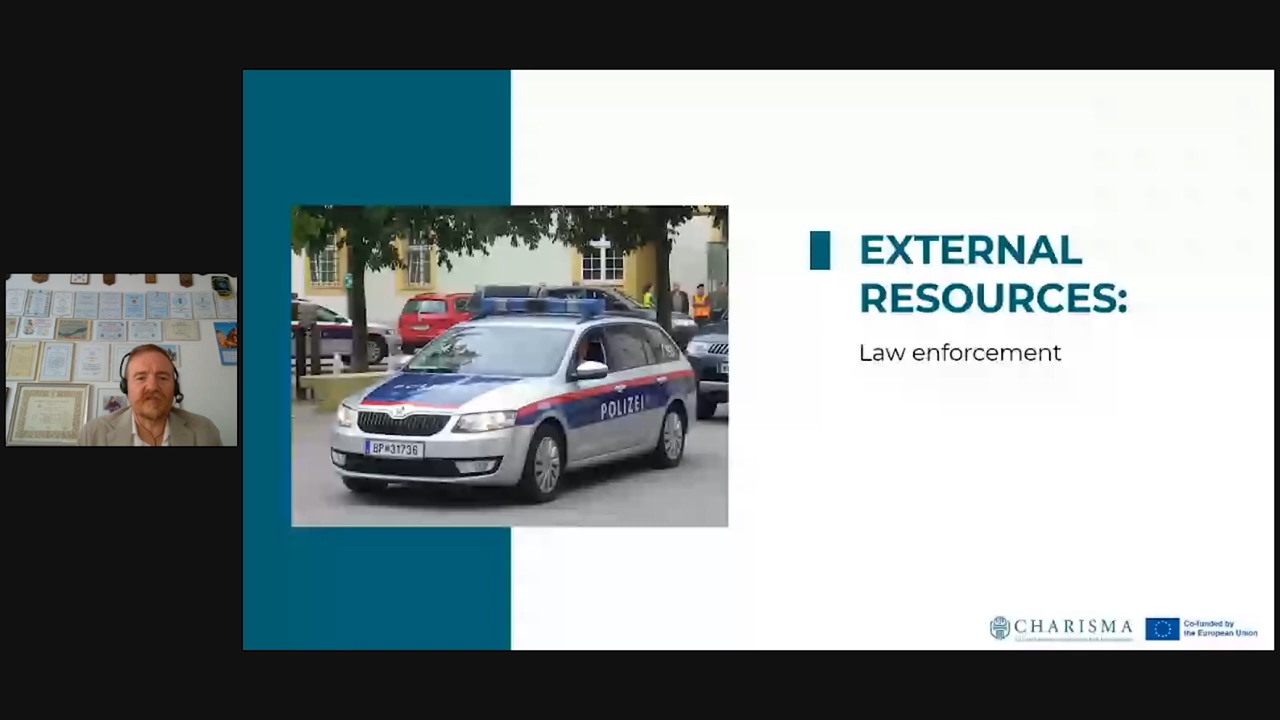 EXTERNAL
RESOURCES:
Law enforcement
POLIZEI
BP 31736
CHARISMA
Co-funded by
the European Union